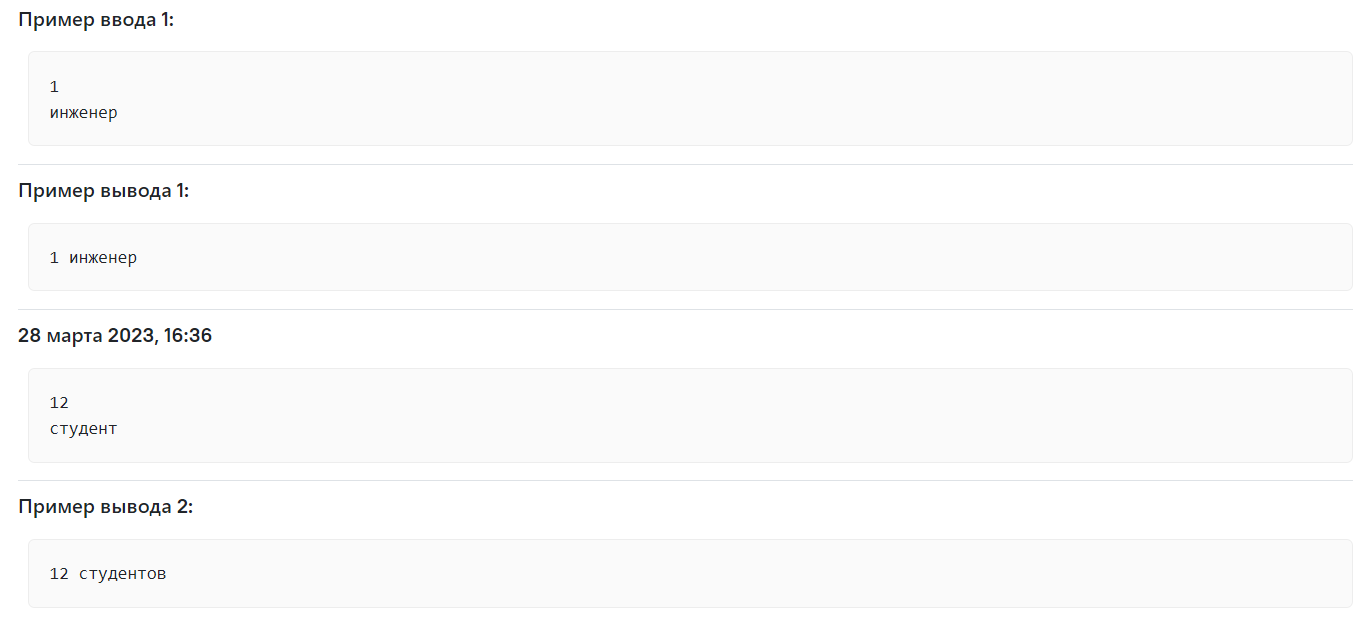 Пример ввода 1:
1
инженер
Пример вывода 1:
1 инженер
28 марта 2023, 16:36
12
студент
Пример вывода 2:
12 студентов